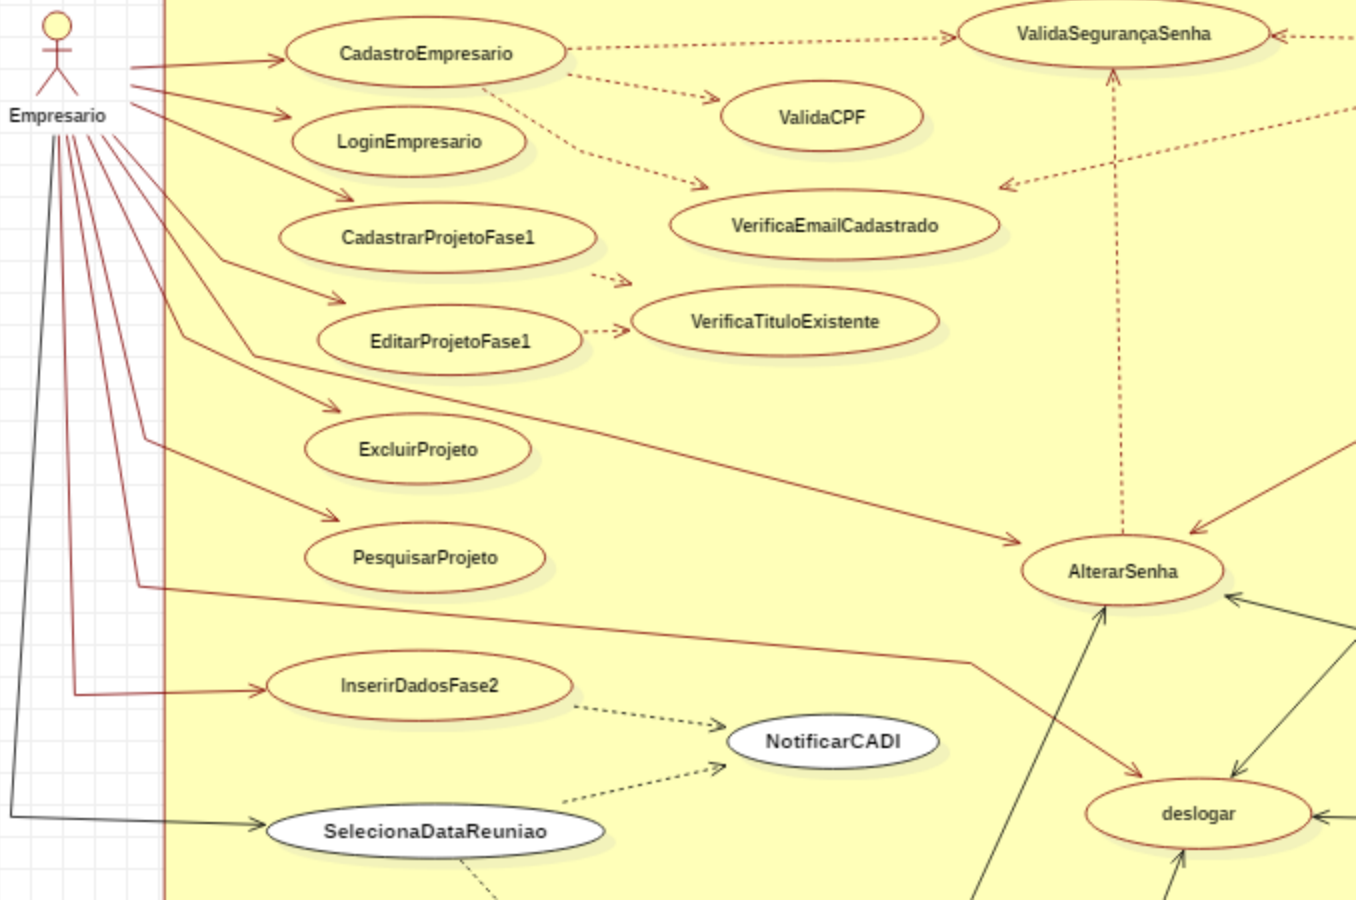 ValidaSegurançaSenha
CadastroEmpresario
Empresario
ValidaCPF
LoginEmpresario
VerificaEmailCadastrado
CadastrarProjetoFase1
VerificaTituloExistente
EditarProjetoFase1
ExcluirProjeto
PesquisarProjeto
AlterarSenha
InserirDadosFase2
NotificarCADI
deslogar
SelecionaDataReuniao